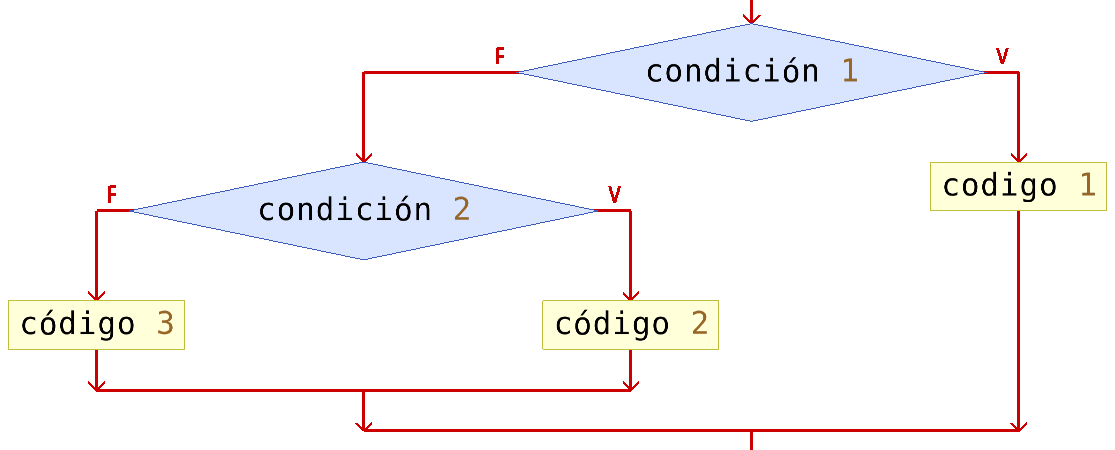 F
V
condición 1
F
V
codigo 1
condición 2
código 3
código 2